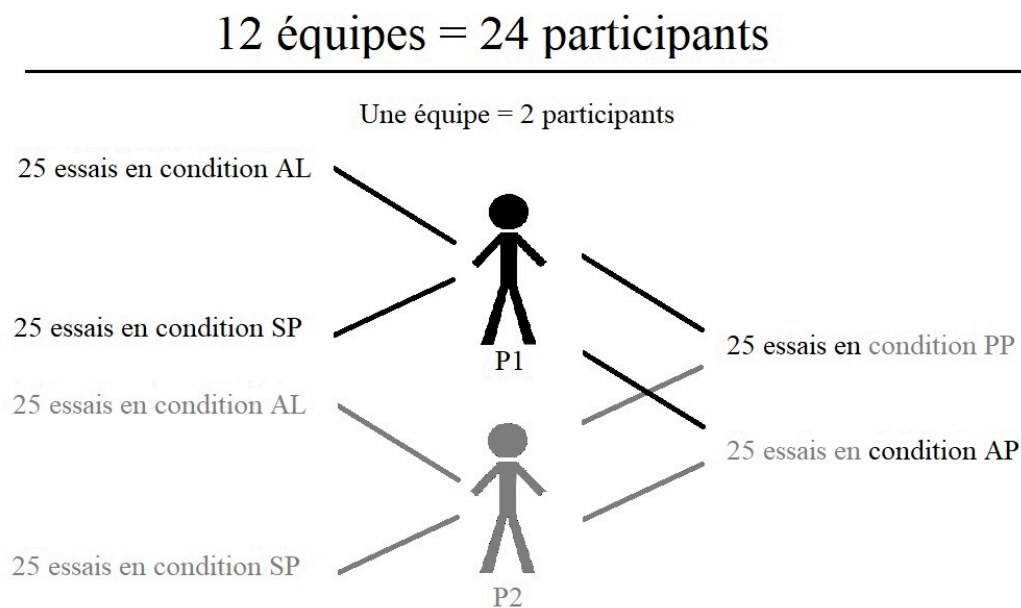 12 équipes = 24 participants
Une équipe = 2 participants
25 essais en condition AL
25 essais en condition SP
P1
25 essais en condition PP
25 essais en condition AL
25 essais en condition AP
25 essais en condition SP
P2